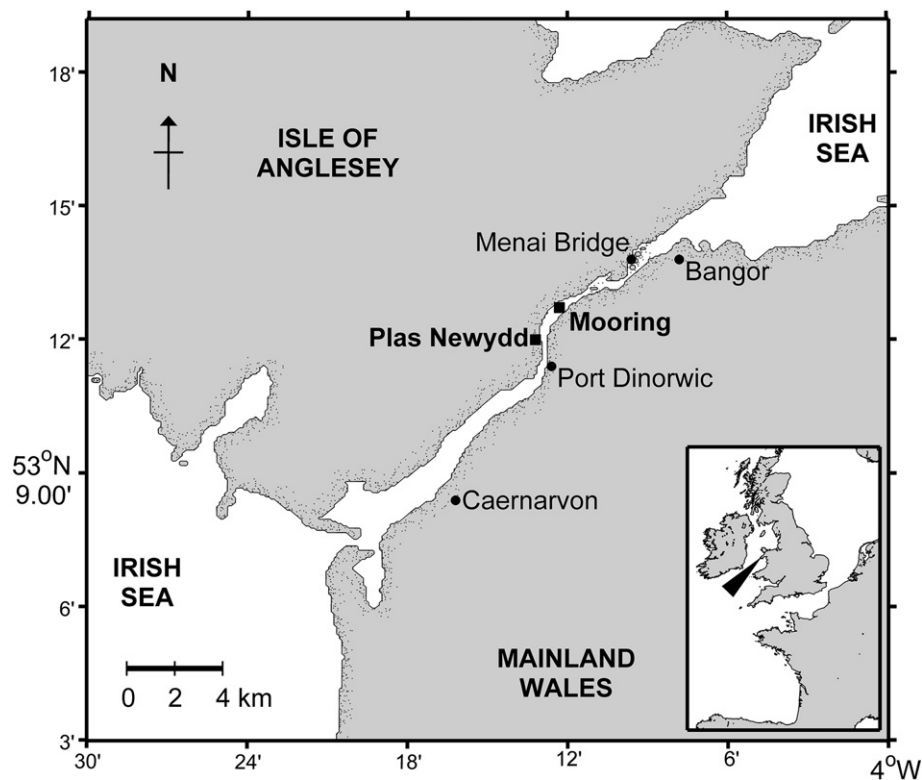 18'
N
ISLE OF
ANGLESEY
IRISH
SEA
15'
Menai Bridge
Bangor
Mooring
Plas Newydd
12'
Port Dinorwic
53°N
9.00'
Caernarvon
IRISH
SEA
6'
0 2 4 km
MAINLAND
WALES
3'
30' 24' 18' 12' 6' 4°W